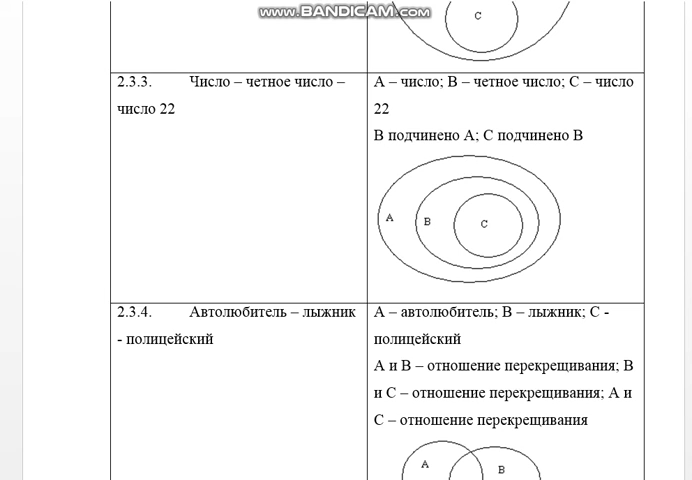 www.BANDICAM.com
C
2.3.3. Число – четное число –
число 22
А – число; В – четное число; С – число
22
В подчинено А; С подчинено В
A
B
C
2.3.4. Автолюбитель – лыжник
- полицейский
А – автолюбитель; В – лыжник; С -
полицейский
А и В – отношение перекрещивания; В
и С – отношение перекрещивания; А и
С – отношение перекрещивания
A
B